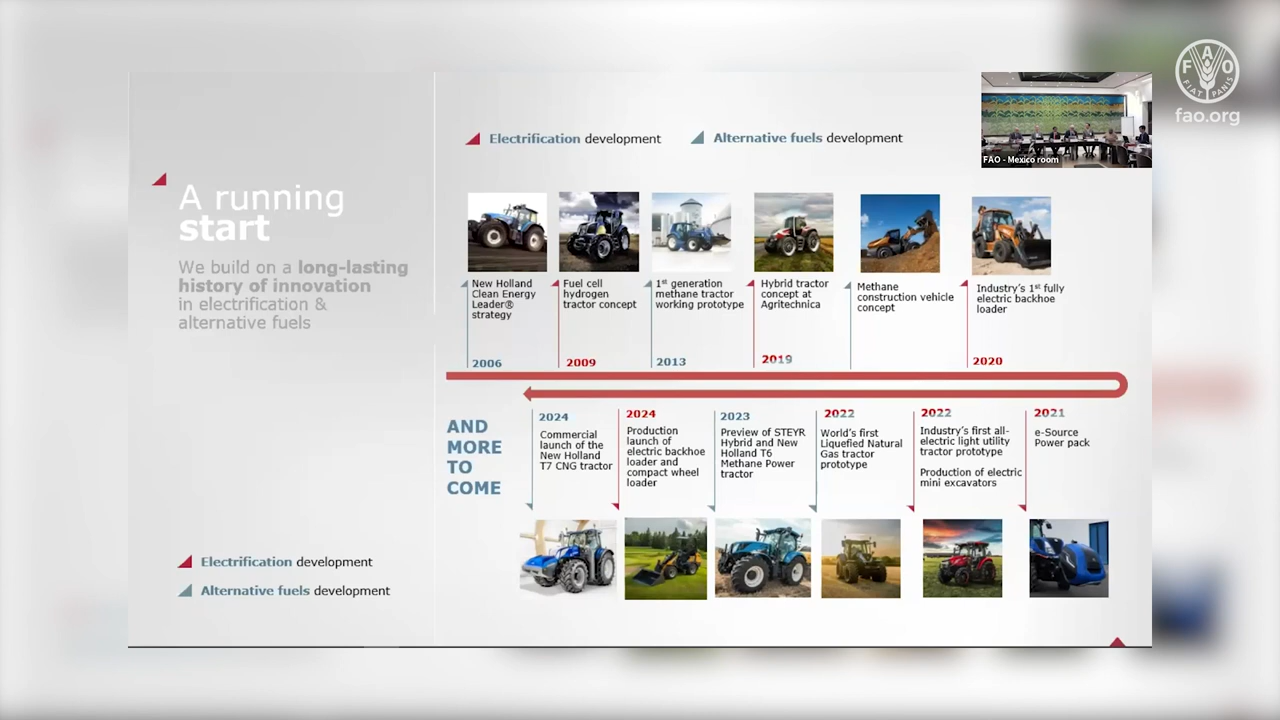 F A O
FIAT PANIS
fao.org
FAO - Mexico room
Electrification development
Alternative fuels development
A running
start
We build on a long-lasting
history of innovation
in electrification &
alternative fuels
New Holland
Clean Energy
Leader®
strategy
2006
Fuel cell
hydrogen
tractor concept
2009
1st generation
methane tractor
working prototype
2013
Hybrid tractor
concept at
Agritechnica
2019
Methane
construction vehicle
concept
Industry's 1st fully
electric backhoe
loader
2020
AND
MORE
TO
COME
2024
Commercial
launch of the
New Holland
T7 CNG tractor
2024
Production
launch of
electric backhoe
loader and
compact wheel
loader
2023
Preview of STEYR
Hybrid and New
Holland T6
Methane Power
tractor
2022
World's first
Liquefied Natural
Gas tractor
prototype
2022
Industry's first all-
electric light utility
tractor prototype
Production of electric
mini excavators
2021
e-Source
Power pack
Electrification development
Alternative fuels development